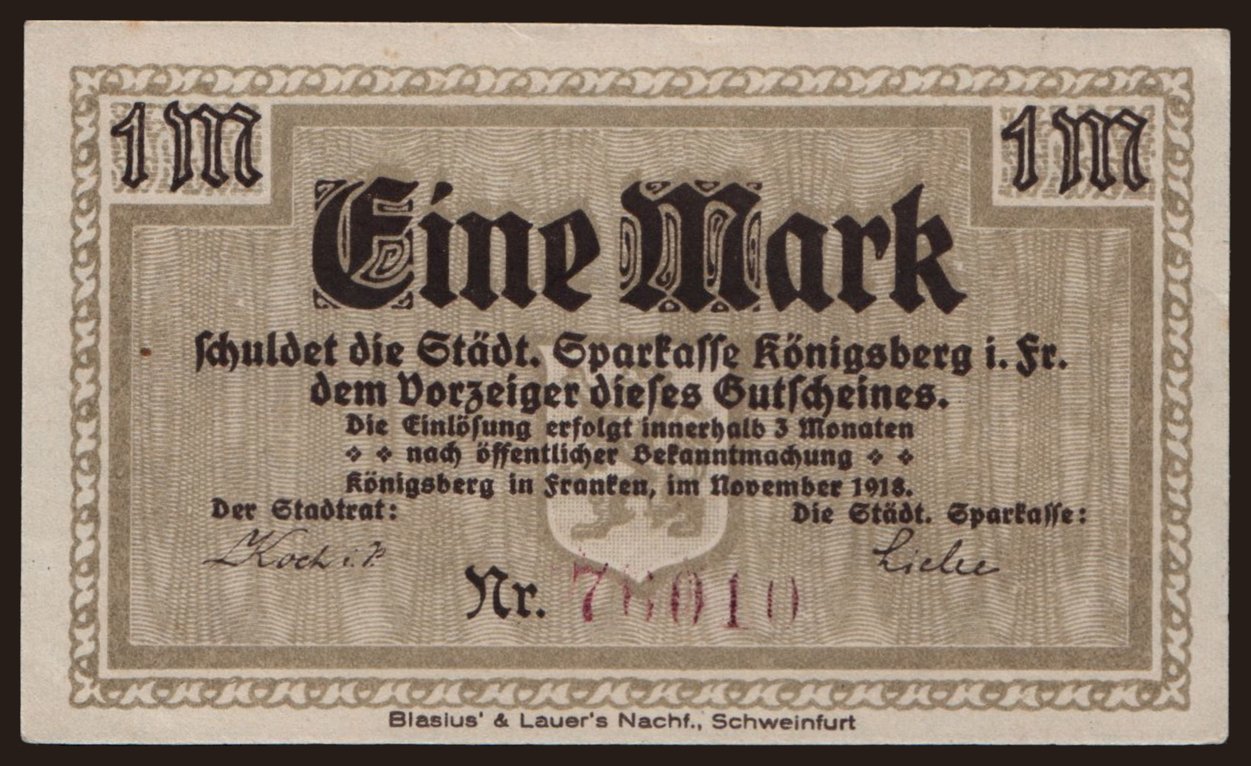 1 M 1 M
Eine Mark
schuldet die Städt. Sparkasse Königsberg i. Fr.
dem Vorzeiger dieses Gutscheines.
Die Einlösung erfolgt innerhalb 3 Monaten
nach öffentlicher Bekanntmachung
Königsberg in Franken, im November 1918.
Der Stadtrat: Die Städt. Sparkasse:
Koch
Nr. 76010
Blasius' & Lauer's Nachf., Schweinfurt